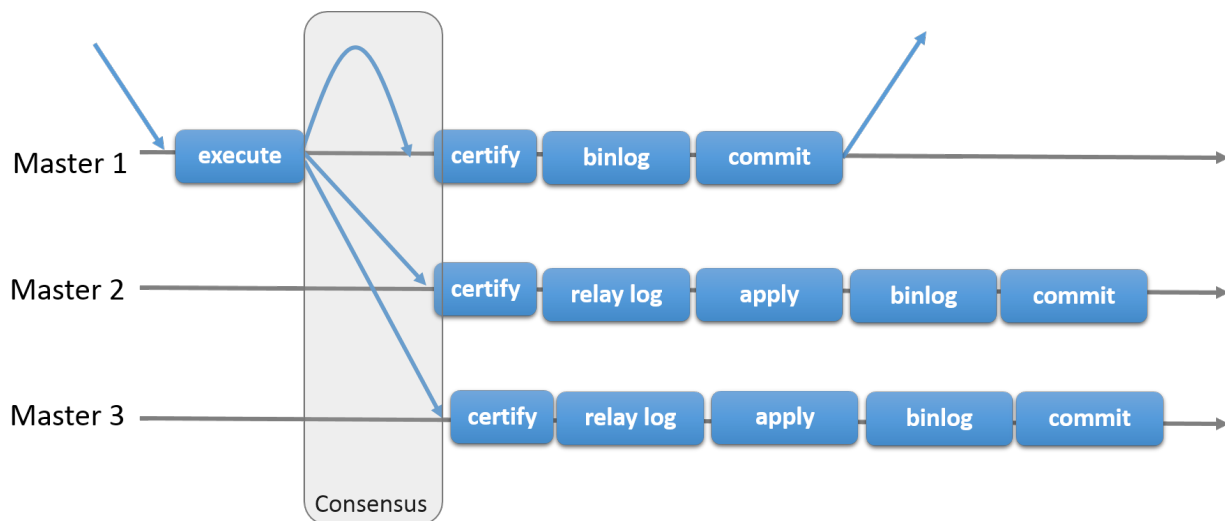 Master 1 execute certify binlog commit
Master 2 certify relay log apply binlog commit
Master 3 certify relay log apply binlog commit
Consensus